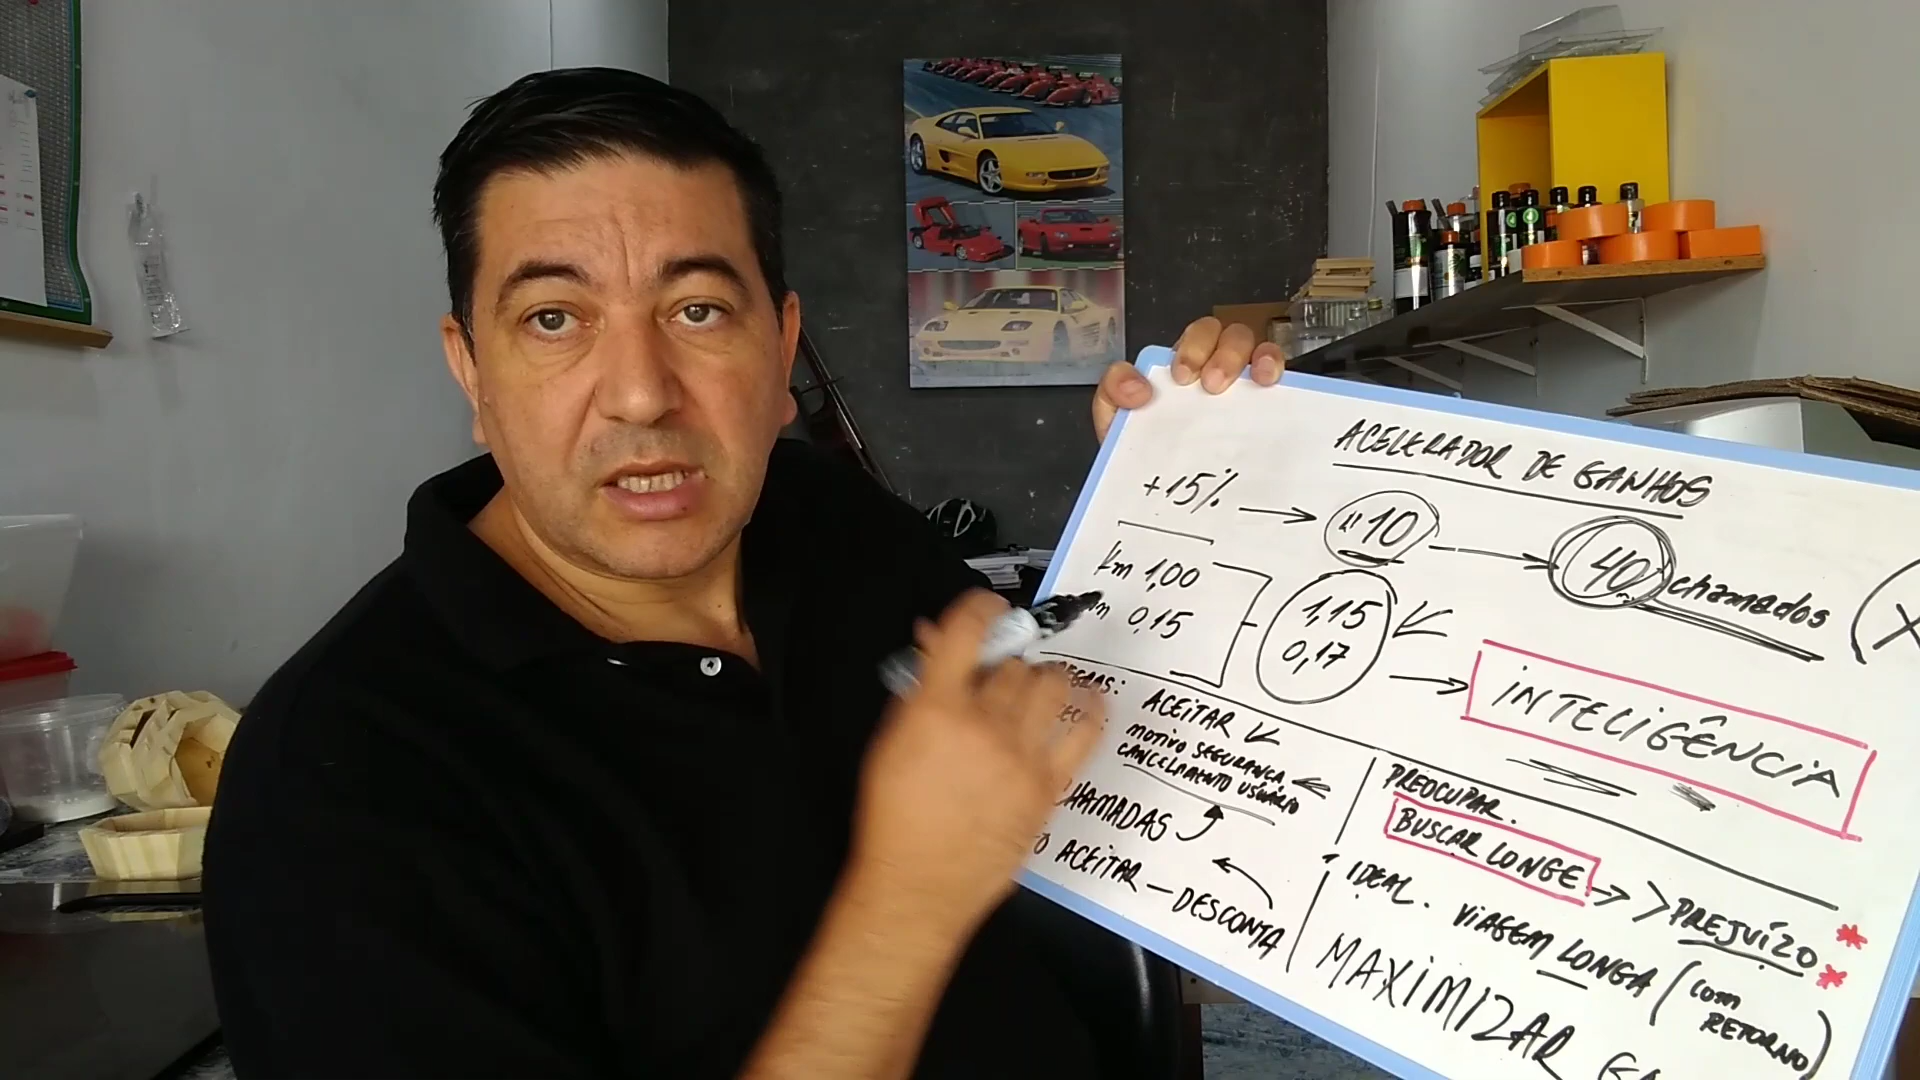 ACELERADOR DE GANHOS
+15% → "10 → 40 chamados
Km 1,00
0,15
1,15
0,17
INTELIGÊNCIA
ACEITAR
MOTIVO SEGURANÇA
CANCELAMENTO USUÁRIO
CHAMADAS
ACEITAR — DESCONTA
PREOCUPAR.
BUSCAR LONGE → > PREJUÍZO
IDEAL. VIAGEM LONGA (COM RETORNO)
MAXIMIZAR